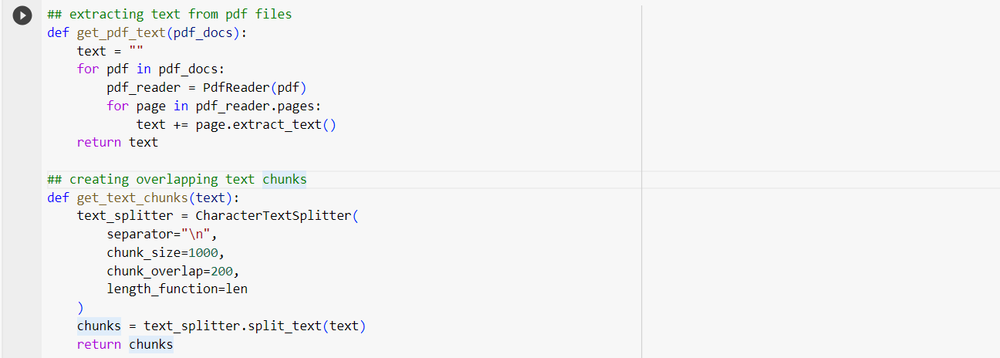 ## extracting text from pdf files
def get_pdf_text(pdf_docs):
    text = ""
    for pdf in pdf_docs:
        pdf_reader = PdfReader(pdf)
        for page in pdf_reader.pages:
            text += page.extract_text()
    return text

## creating overlapping text chunks
def get_text_chunks(text):
    text_splitter = CharacterTextSplitter(
        separator="\n",
        chunk_size=1000,
        chunk_overlap=200,
        length_function=len
    )
    chunks = text_splitter.split_text(text)
    return chunks